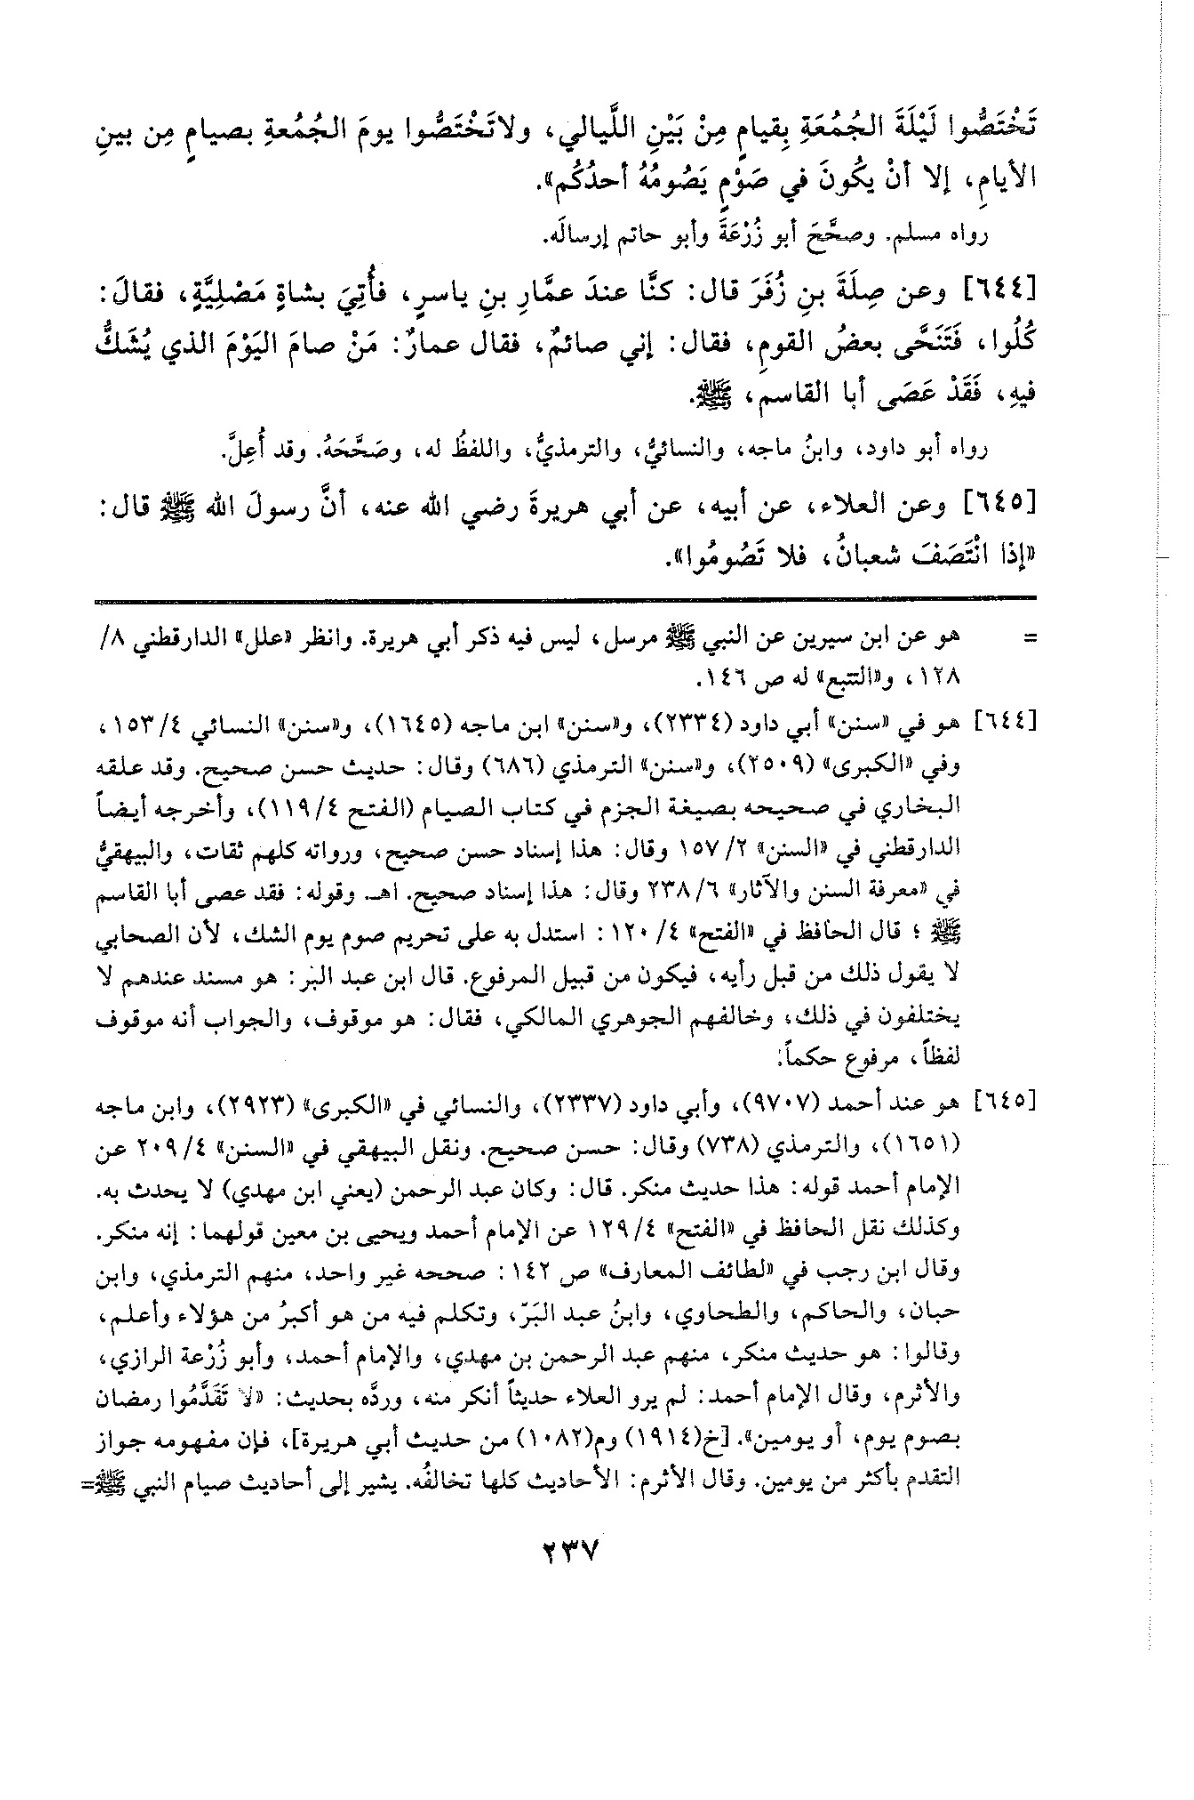 تَخْتَصُّوا لَيْلَةَ الجُمُعَةِ بِقيامٍ مِنْ بَيْنِ اللَّيالي، ولاتَخْتَصُّوا يومَ الجُمُعةِ بصيامٍ مِن بينِ
الأيامِ، إلا أنْ يكُونَ في صَوْمٍ يَصُومُهُ أحدُكُم».
رواه مسلم. وصحَّحَ أبو زُرْعَةَ وأبو حاتم إرسالَه.
[٦٤٤] وعن صِلَةَ بنِ زُفَرَ قال: كنَّا عندَ عمَّارِ بنِ ياسرٍ، فأُتِيَ بشاةٍ مَصْلِيَّةٍ، فقالَ:
كُلُوا، فَتَنَحَّى بعضُ القومِ، فقال: إني صائمٌ، فقال عمارٌ: مَنْ صامَ اليَوْمَ الذي يُشَكُّ
فيهِ، فَقَدْ عَصَى أبا القاسم، ﷺ.
رواه أبو داود، وابنُ ماجه، والنسائيُّ، والترمذيُّ، واللفظُ له، وصَحَّحَهُ. وقد أُعِلَّ.
[٦٤٥] وعن العلاء، عن أبيه، عن أبي هريرةَ رضي الله عنه، أنَّ رسولَ الله ﷺ قال:
«إذا انْتَصَفَ شعبانُ، فلا تَصُومُوا».
= هو عن ابن سيرين عن النبي ﷺ مرسل، ليس فيه ذكر أبي هريرة. وانظر «علل» الدارقطني ٨/
١٢٨، و«التتبع» له ص ١٤٦.
[٦٤٤] هو في «سنن» أبي داود (٢٣٣٤)، و«سنن» ابن ماجه (١٦٤٥)، و«سنن» النسائي ٤/ ١٥٣،
وفي «الكبرى» (٢٥٠٩)، و«سنن» الترمذي (٦٨٦) وقال: حديث حسن صحيح. وقد علقه
البخاري في صحيحه بصيغة الجزم في كتاب الصيام (الفتح ٤/ ١١٩)، وأخرجه أيضاً
الدارقطني في «السنن» ٢/ ١٥٧ وقال: هذا إسناد حسن صحيح، ورواته كلهم ثقات، والبيهقيُّ
في «معرفة السنن والآثار» ٦/ ٢٣٨ وقال: هذا إسناد صحيح. اهـ. وقوله: فقد عصى أبا القاسم
ﷺ؛ قال الحافظ في «الفتح» ٤/ ١٢٠: استدل به على تحريم صوم يوم الشك، لأن الصحابي
لا يقول ذلك من قبل رأيه، فيكون من قبيل المرفوع. قال ابن عبد البر: هو مسند عندهم لا
يختلفون في ذلك، وخالفهم الجوهري المالكي، فقال: هو موقوف، والجواب أنه موقوف
لفظاً، مرفوع حكماً.
[٦٤٥] هو عند أحمد (٩٧٠٧)، وأبي داود (٢٣٣٧)، والنسائي في «الكبرى» (٢٩٢٣)، وابن ماجه
(١٦٥١)، والترمذي (٧٣٨) وقال: حسن صحيح. ونقل البيهقي في «السنن» ٤/ ٢٠٩ عن
الإمام أحمد قوله: هذا حديث منكر. قال: وكان عبد الرحمن (يعني ابن مهدي) لا يحدث به.
وكذلك نقل الحافظ في «الفتح» ٤/ ١٢٩ عن الإمام أحمد ويحيى بن معين قولهما: إنه منكر.
وقال ابن رجب في «لطائف المعارف» ص ١٤٢: صححه غير واحد، منهم الترمذي، وابن
حبان، والحاكم، والطحاوي، وابنُ عبد البَرّ، وتكلم فيه من هو أكبرُ من هؤلاء وأعلم،
وقالوا: هو حديث منكر، منهم عبد الرحمن بن مهدي، والإمام أحمد، وأبو زُرْعة الرازي،
والأثرم، وقال الإمام أحمد: لم يرو العلاء حديثاً أنكر منه، وردَّه بحديث: «لا تَقَدَّمُوا رمضان
بصوم يوم، أو يومين». [خ(١٩١٤) وم(١٠٨٢) من حديث أبي هريرة]، فإن مفهومه جواز
التقدم بأكثر من يومين. وقال الأثرم: الأحاديث كلها تخالفُه. يشير إلى أحاديث صيام النبي ﷺ=
٢٣٧